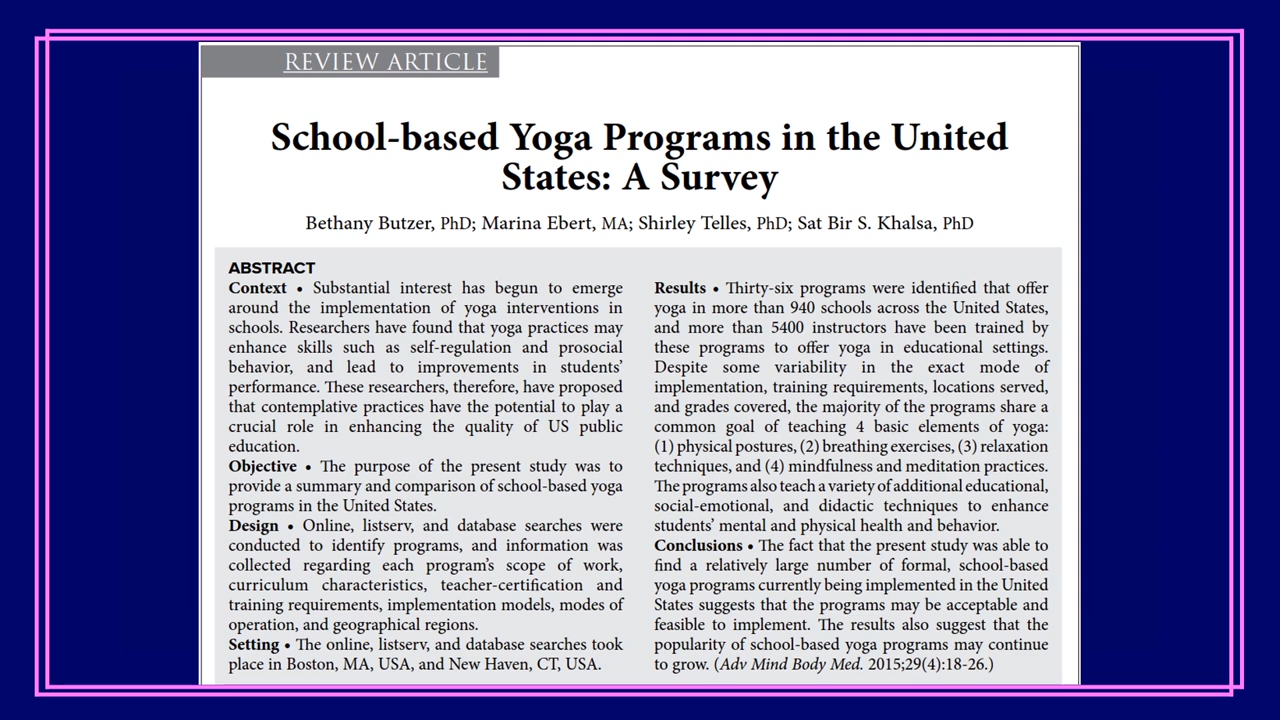 REVIEW ARTICLE
School-based Yoga Programs in the United
States: A Survey
Bethany Butzer, PhD; Marina Ebert, MA; Shirley Telles, PhD; Sat Bir S. Khalsa, PhD
ABSTRACT
Context • Substantial interest has begun to emerge
around the implementation of yoga interventions in
schools. Researchers have found that yoga practices may
enhance skills such as self-regulation and prosocial
behavior, and lead to improvements in students’
performance. These researchers, therefore, have proposed
that contemplative practices have the potential to play a
crucial role in enhancing the quality of US public
education.
Objective • The purpose of the present study was to
provide a summary and comparison of school-based yoga
programs in the United States.
Design • Online, listserv, and database searches were
conducted to identify programs, and information was
collected regarding each program’s scope of work,
curriculum characteristics, teacher-certification and
training requirements, implementation models, modes of
operation, and geographical regions.
Setting • The online, listserv, and database searches took
place in Boston, MA, USA, and New Haven, CT, USA.
Results • Thirty-six programs were identified that offer
yoga in more than 940 schools across the United States,
and more than 5400 instructors have been trained by
these programs to offer yoga in educational settings.
Despite some variability in the exact mode of
implementation, training requirements, locations served,
and grades covered, the majority of the programs share a
common goal of teaching 4 basic elements of yoga:
(1) physical postures, (2) breathing exercises, (3) relaxation
techniques, and (4) mindfulness and meditation practices.
The programs also teach a variety of additional educational,
social-emotional, and didactic techniques to enhance
students’ mental and physical health and behavior.
Conclusions • The fact that the present study was able to
find a relatively large number of formal, school-based
yoga programs currently being implemented in the United
States suggests that the programs may be acceptable and
feasible to implement. The results also suggest that the
popularity of school-based yoga programs may continue
to grow. (Adv Mind Body Med. 2015;29(4):18-26.)